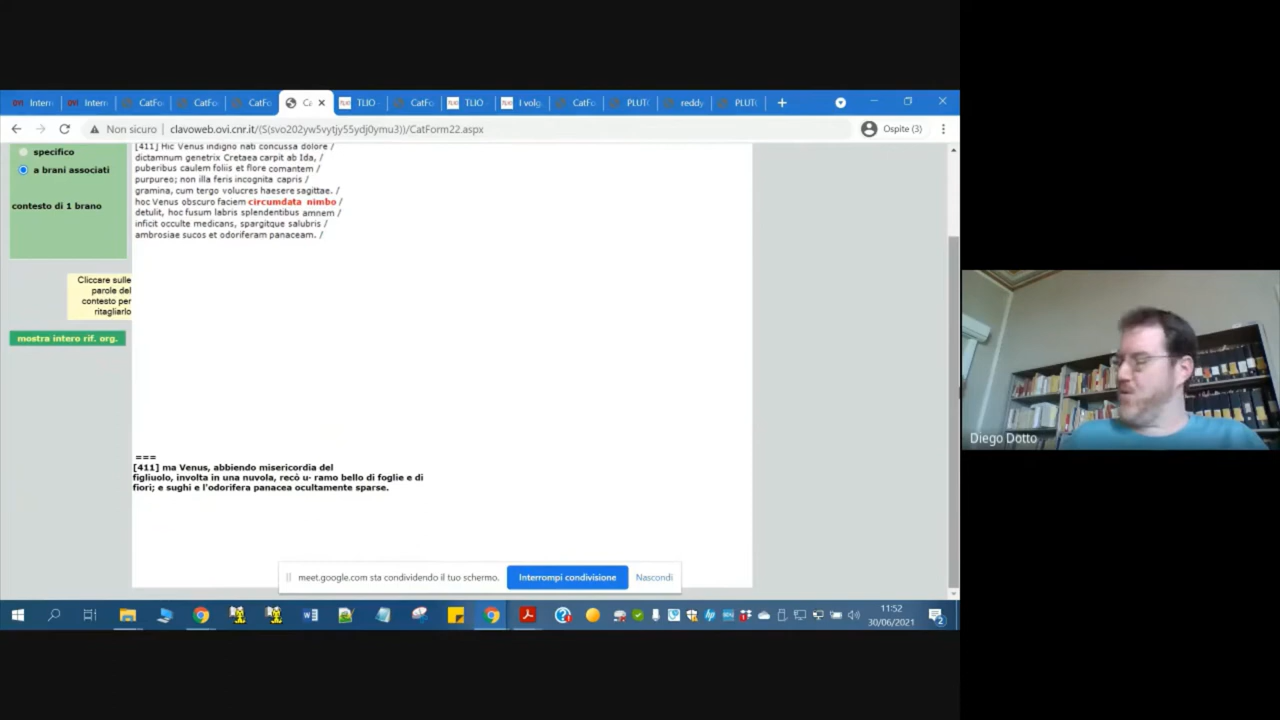 Intern
Intern
CatFo
CatFo
CatFo
Ca
TLIO
CatFo
TLIO
I volg
CatFo
PLUT
reddy
PLUT
Non sicuro
clavoweb.ovi.cnr.it/(S(svo202yw5vytjy55ydj0ymu3))/CatForm22.aspx
Ospite (3)
specifico
a brani associati
contesto di 1 brano
Cliccare sulle
parole del
contesto per
ritagliarlo
mostra intero rif. org.
[411] Hic Venus indigno nati concussa dolore /
dictamnum genetrix Cretaea carpit ab Ida, /
puberibus caulem foliis et flore comantem /
purpureo; non illa feris incognita capris /
gramina, cum tergo volucres haesere sagittae. /
hoc Venus obscuro faciem circumdata nimbo /
detulit, hoc fusum labris splendentibus amnem /
inficit occulte medicans, spargitque salubris /
ambrosiae sucos et odoriferam panaceam. /
===
[411] ma Venus, abbiendo misericordia del
figliuolo, involta in una nuvola, recò u- ramo bello di foglie e di
fiori; e sughi e l'odorifera panacea ocultamente sparse.
meet.google.com sta condividendo il tuo schermo.
Interrompi condivisione
Nascondi
11:52
30/06/2021
Diego Dotto